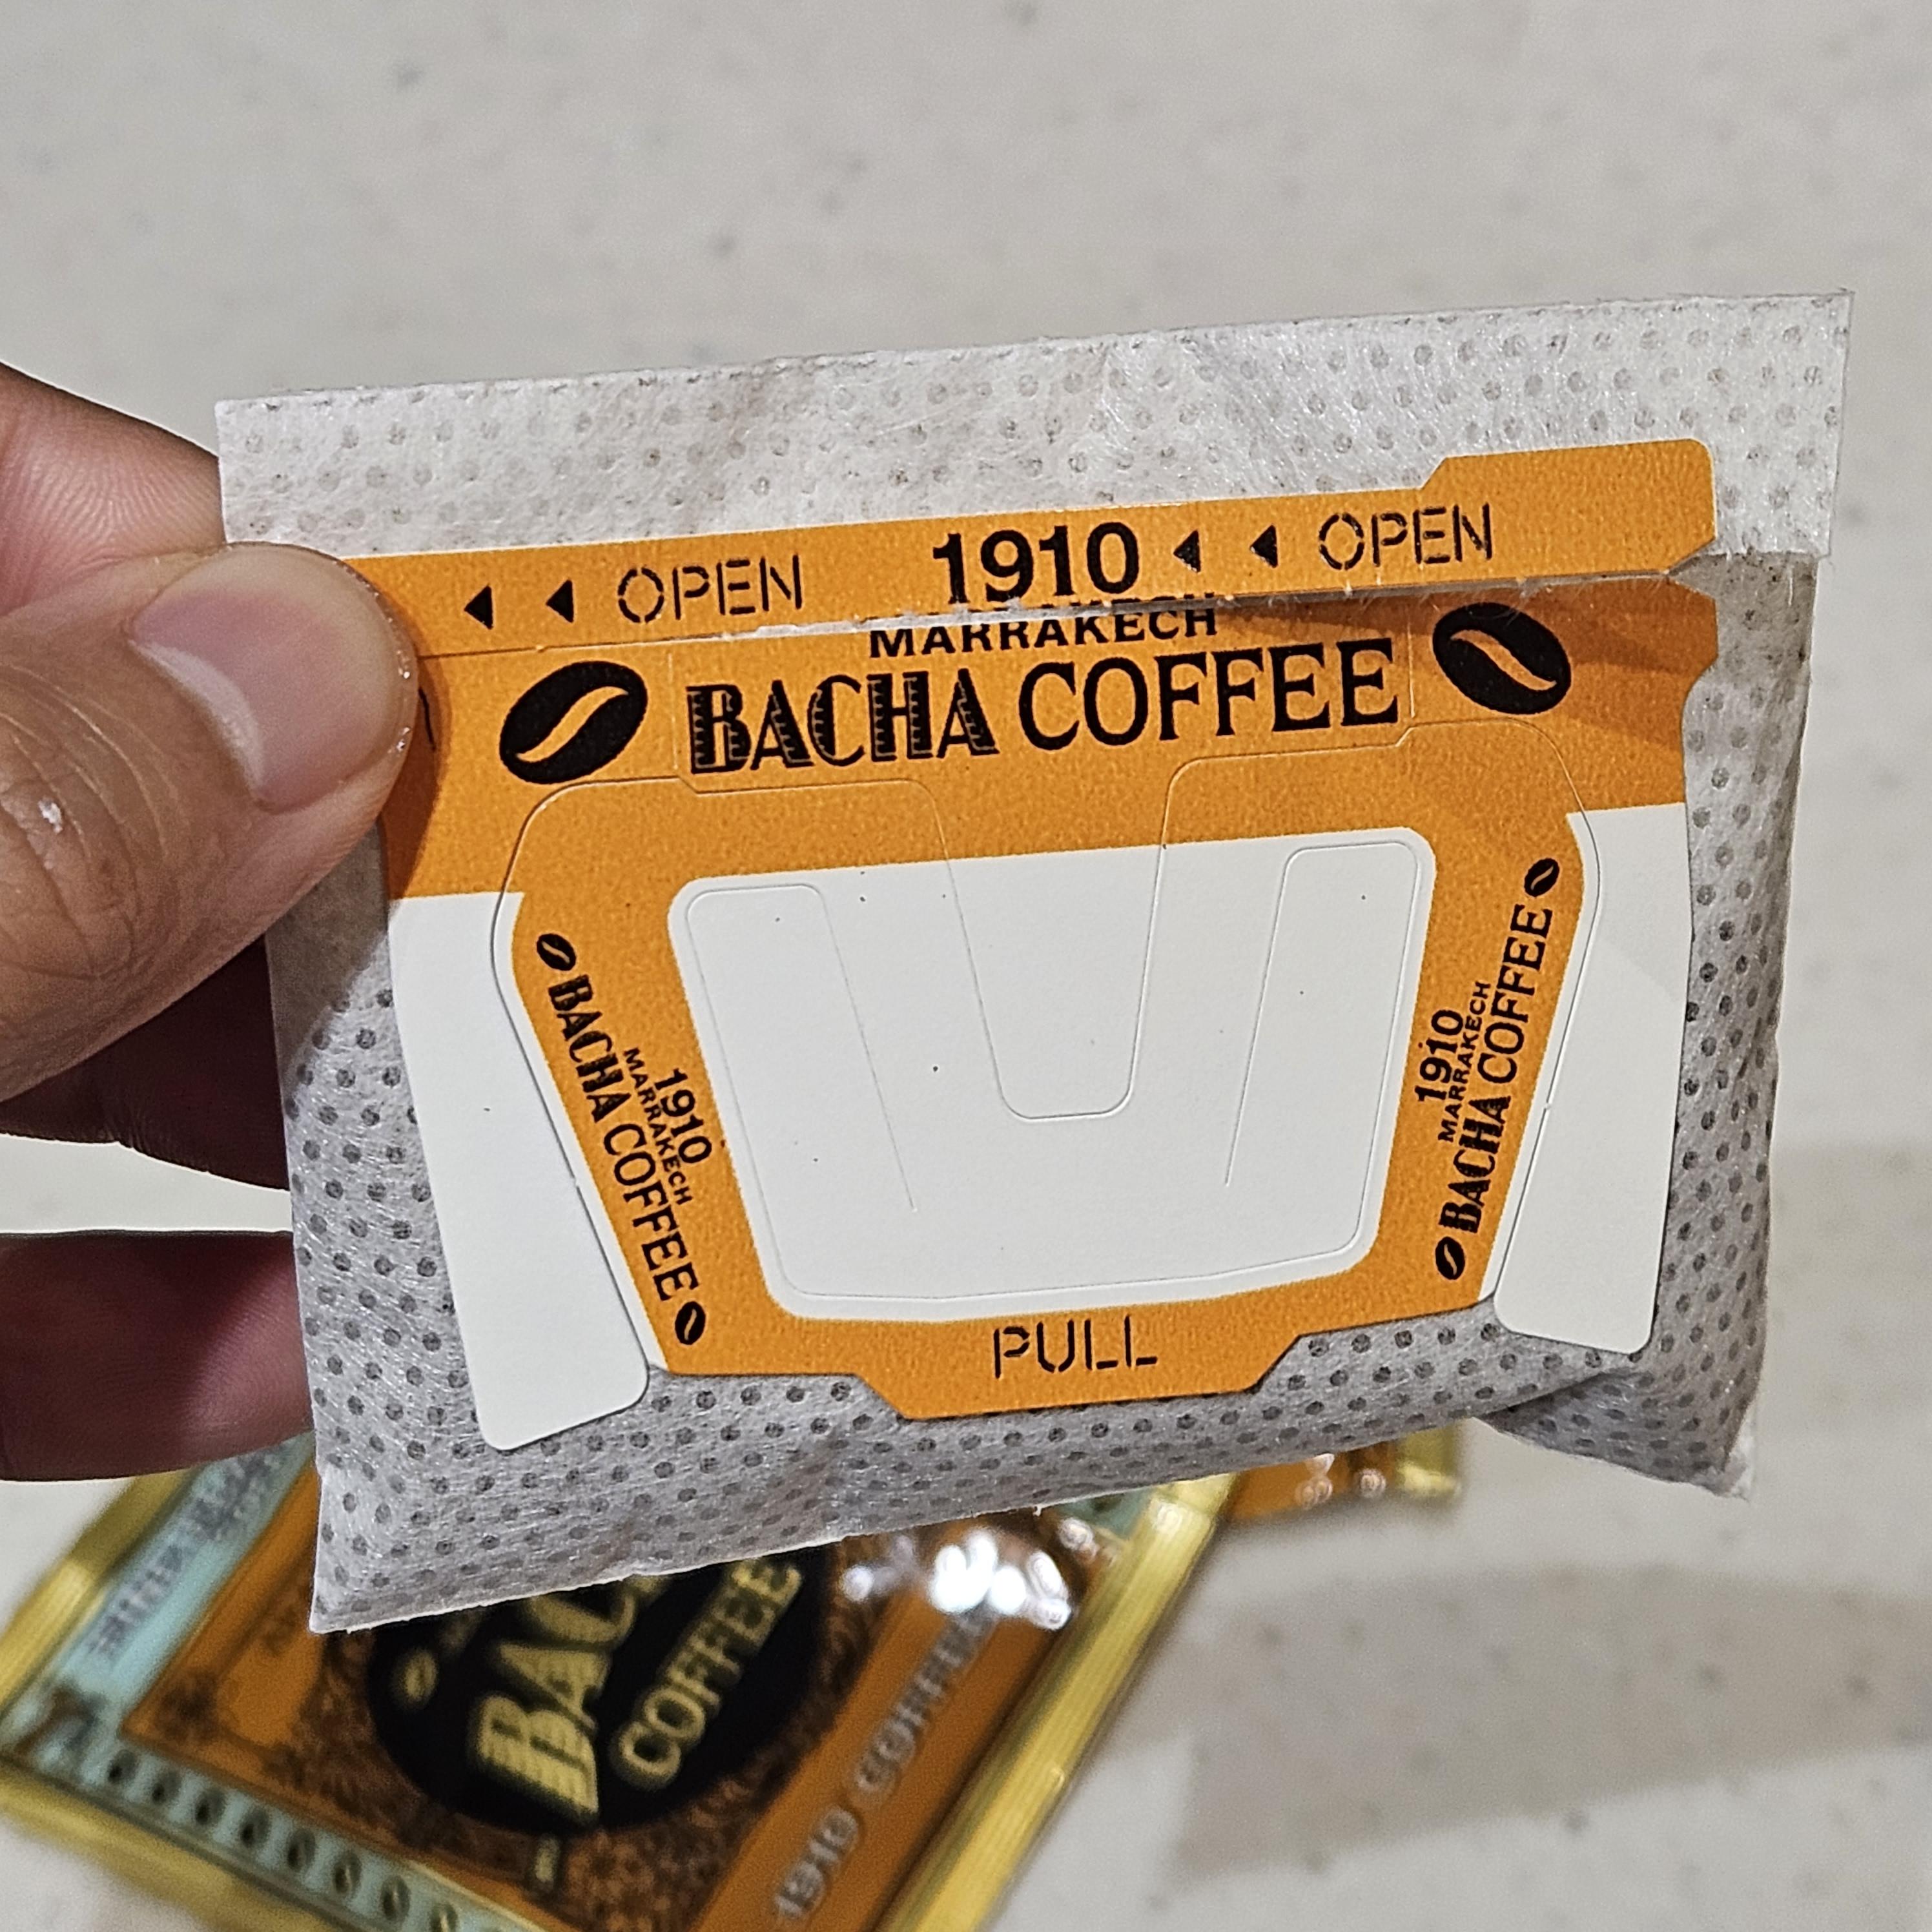 OPEN 1910 OPEN
MARRAKECH
BACHA COFFEE
BACHA COFFEE
MARRAKECH
1910
1910
MARRAKECH
BACHA COFFEE
PULL
COFFEE
1910 COFFEE